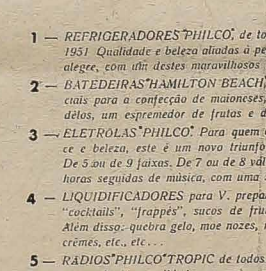 1 — REFRIGERADORES "PHILCO", de to
1951 Qualidade e beleza aliadas à pe
alegre, com um destes maravilhosos
2 — BATEDEIRAS "HAMILTON BEACH,
ciais para a confecção de maioneses,
délos, um espremedor de frutas e d
3 — ELETROLAS "PHILCO". Para quem
ce e beleza, este é um novo triunfo
De 5 ou de 9 faixas. De 7 ou de 8 vál
horas seguidas de música, com uma
4 — LIQUIDIFICADORES para V. prepa
"cocktails", "frappès", sucos de fru
Além disso: quebra gelo, moe nozes,
crêmes, etc., etc...
5 — RÁDIOS "PHILCO" TROPIC de todos